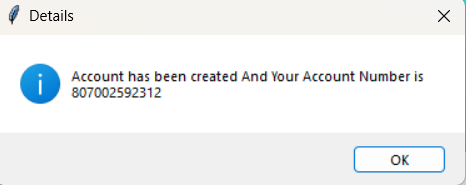 Details
Account has been created And Your Account Number is
807002592312
OK